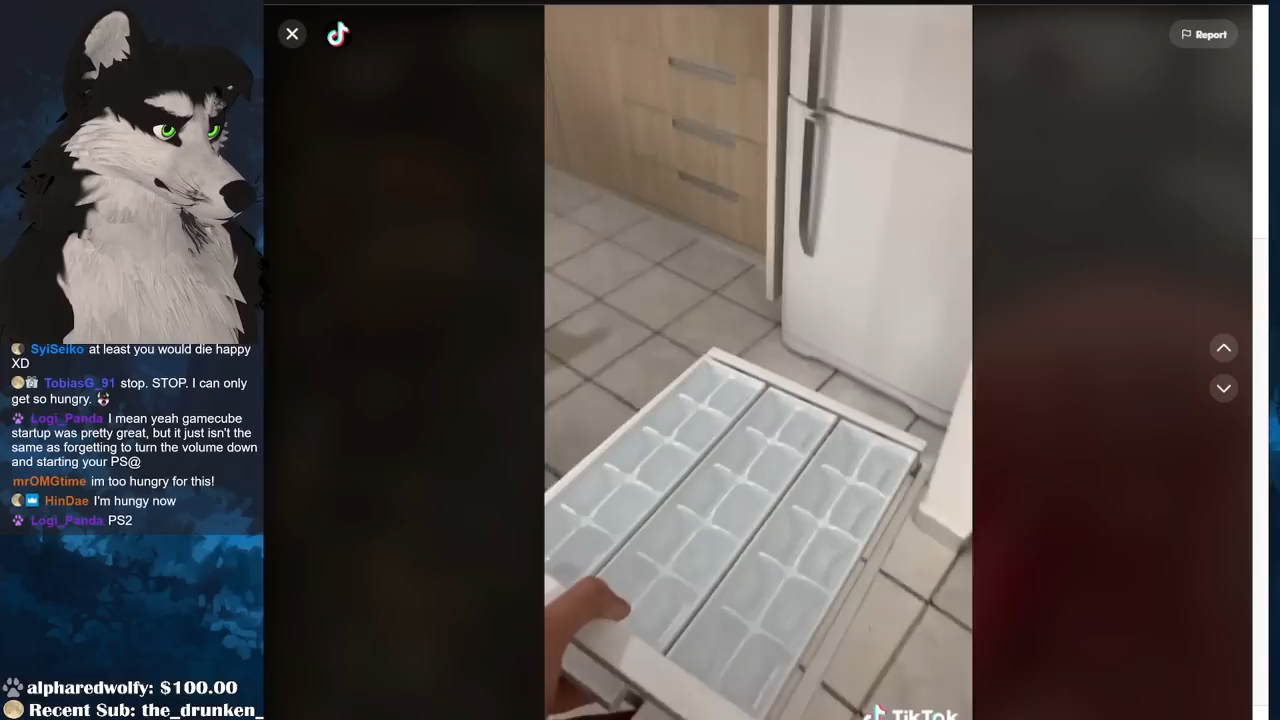 Report
SyiSeiko at least you would die happy
XD
TobiasG_91 stop. STOP. I can only
get so hungry.
Logi_Panda I mean yeah gamecube
startup was pretty great, but it just isn't the
same as forgetting to turn the volume down
and starting your PS@
mrOMGtime im too hungry for this!
HinDae I'm hungy now
Logi_Panda PS2
alpharedwolfy: $100.00
Recent Sub: the_drunken_
TikTok